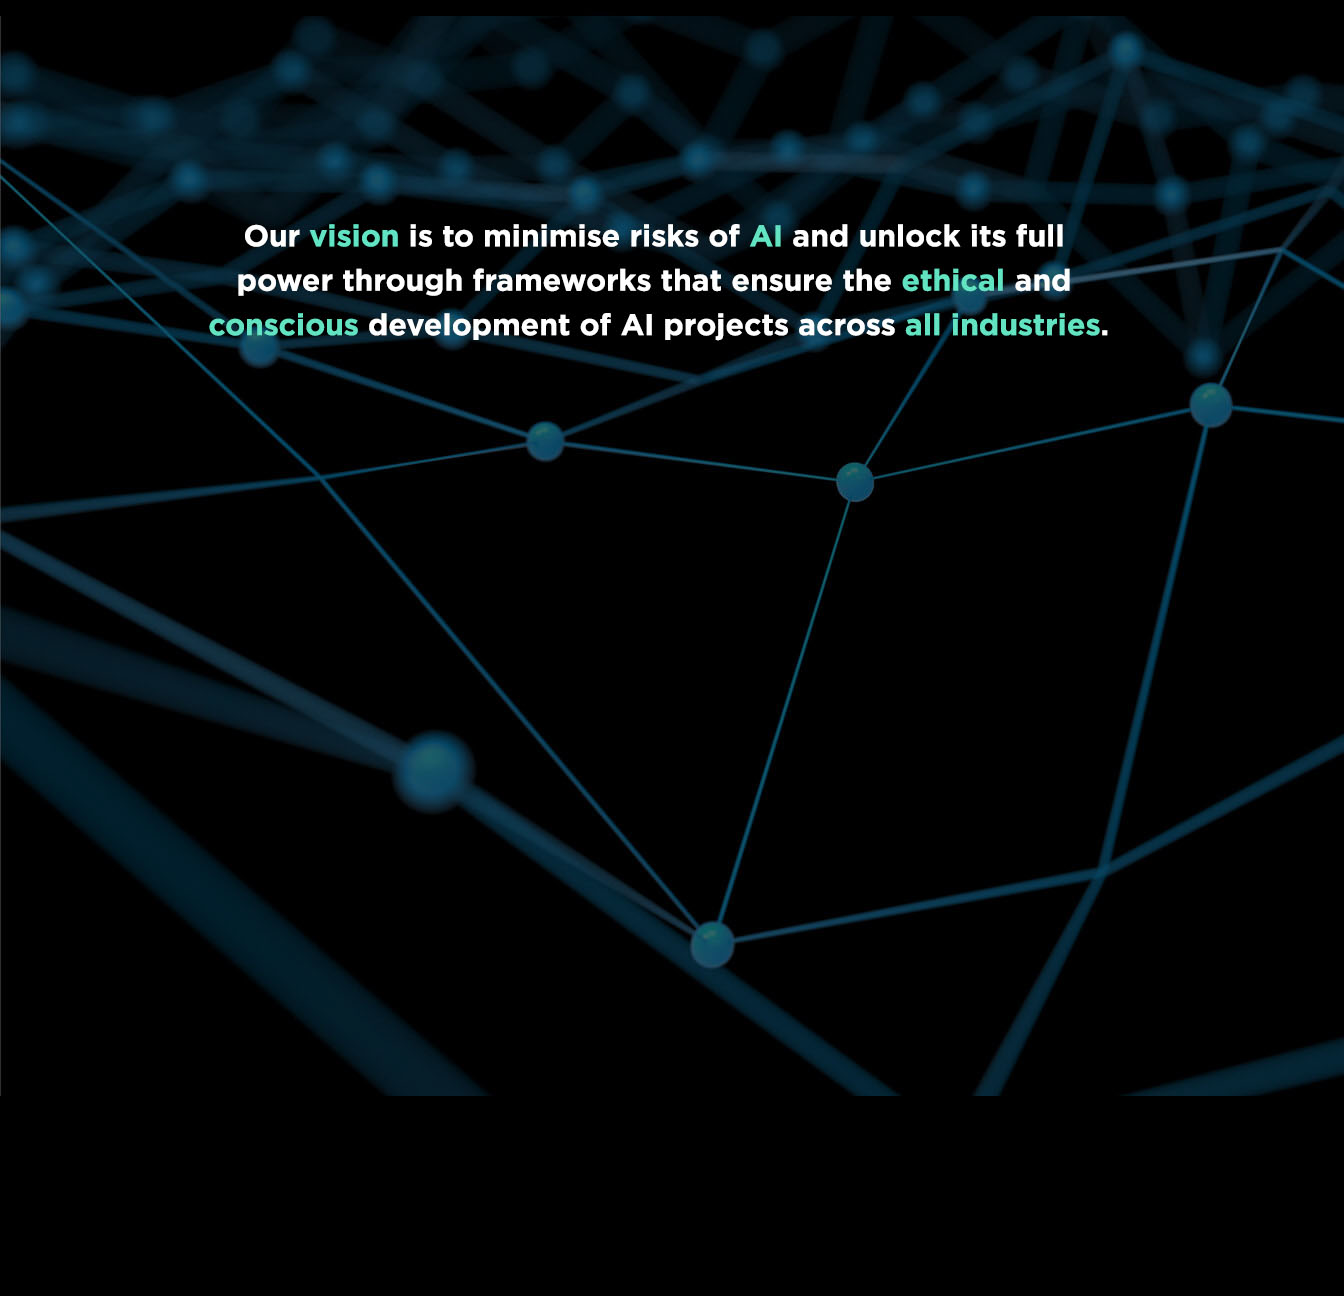 Our vision is to minimise risks of AI and unlock its full
power through frameworks that ensure the ethical and
conscious development of AI projects across all industries.